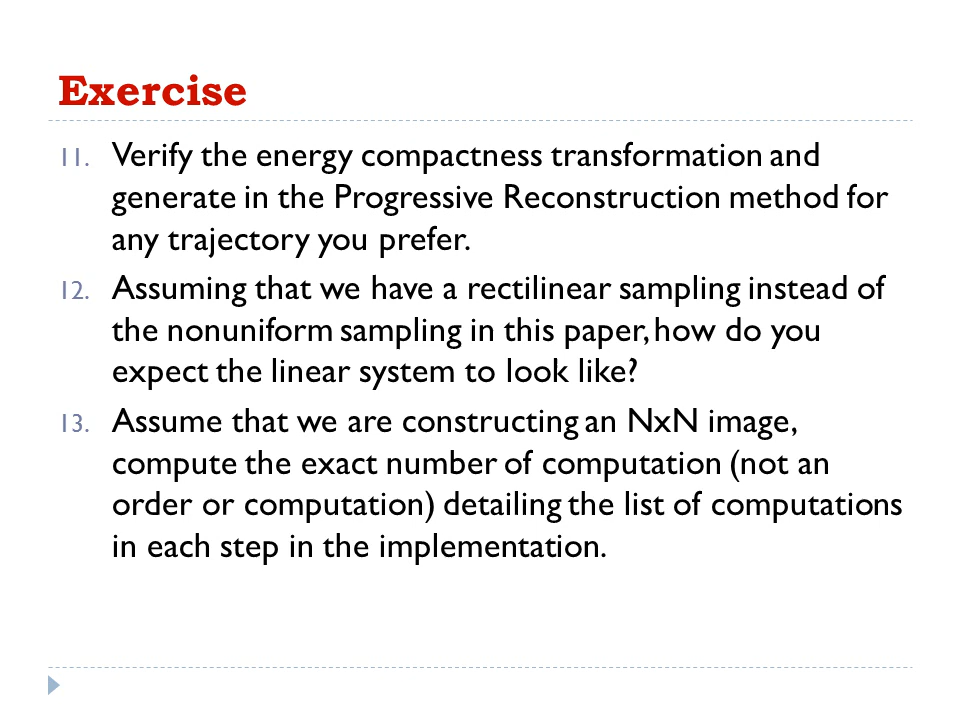 Exercise
11. Verify the energy compactness transformation and
generate in the Progressive Reconstruction method for
any trajectory you prefer.
12. Assuming that we have a rectilinear sampling instead of
the nonuniform sampling in this paper, how do you
expect the linear system to look like?
13. Assume that we are constructing an NxN image,
compute the exact number of computation (not an
order or computation) detailing the list of computations
in each step in the implementation.